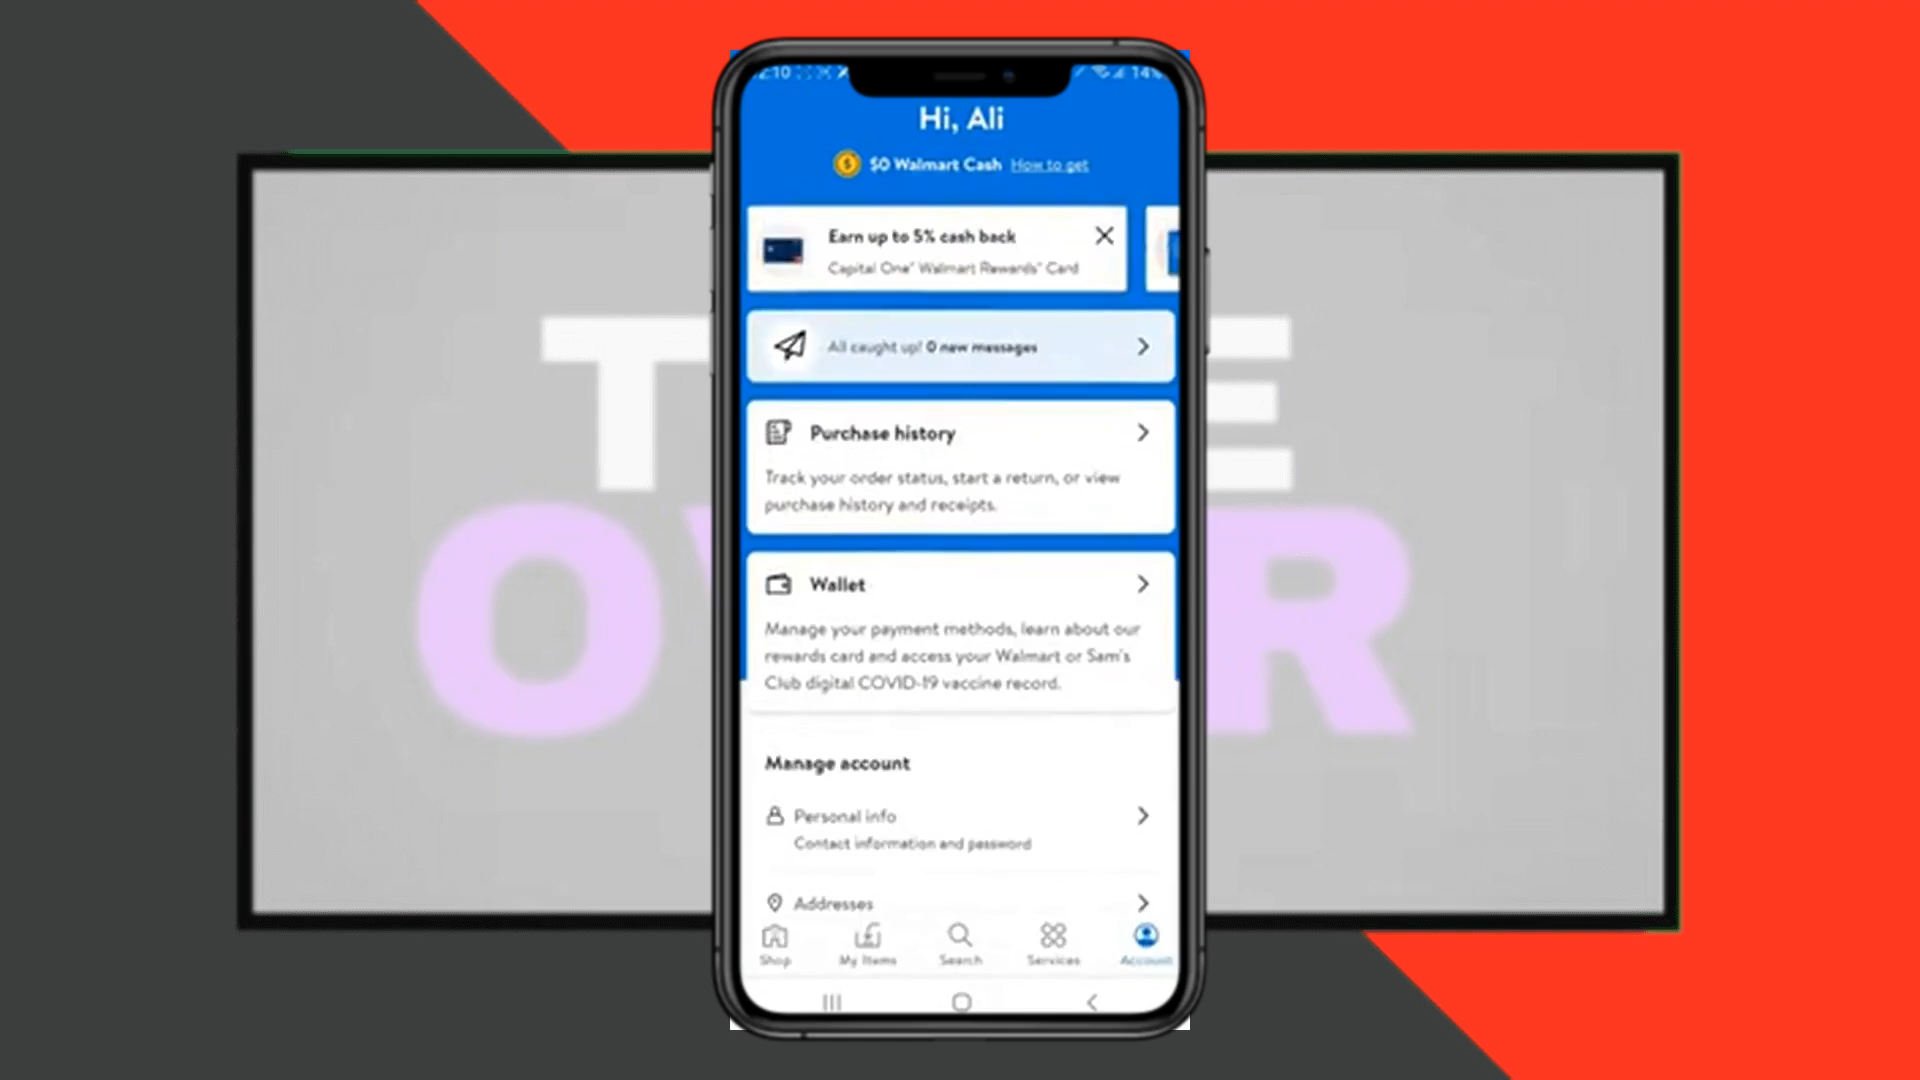 2:10
14%
Hi, Ali
$0 Walmart Cash How to get
Earn up to 5% cash back
Capital One® Walmart Rewards® Card
All caught up! 0 new messages
Purchase history
Track your order status, start a return, or view
purchase history and receipts.
Wallet
Manage your payment methods, learn about our
rewards card and access your Walmart or Sam's
Club digital COVID-19 vaccine record.
Manage account
Personal info
Contact information and password
Addresses
Shop
My Items
Search
Services
Account
T
E
O
R